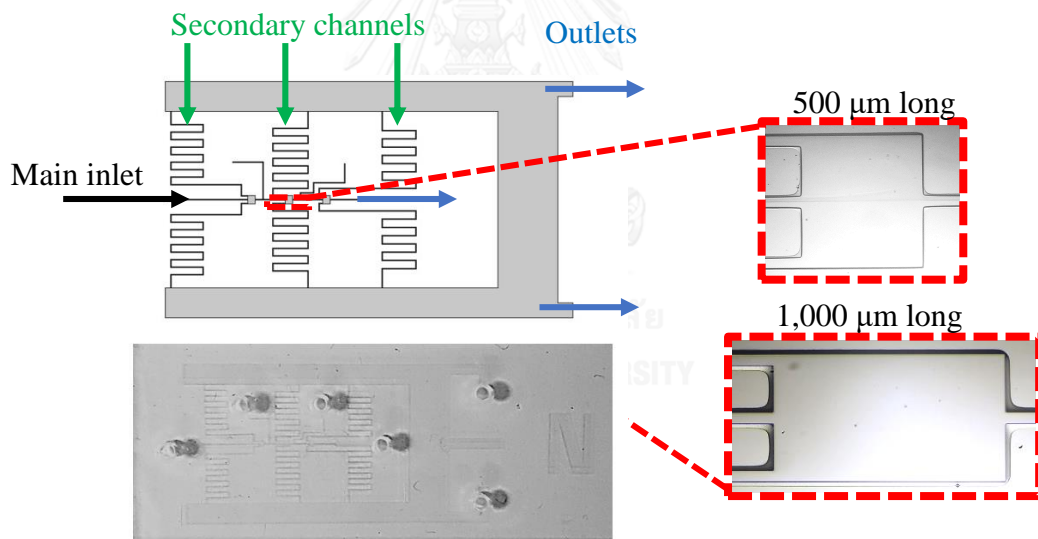 Secondary channels
Outlets
500 μm long
Main inlet
1,000 μm long
N